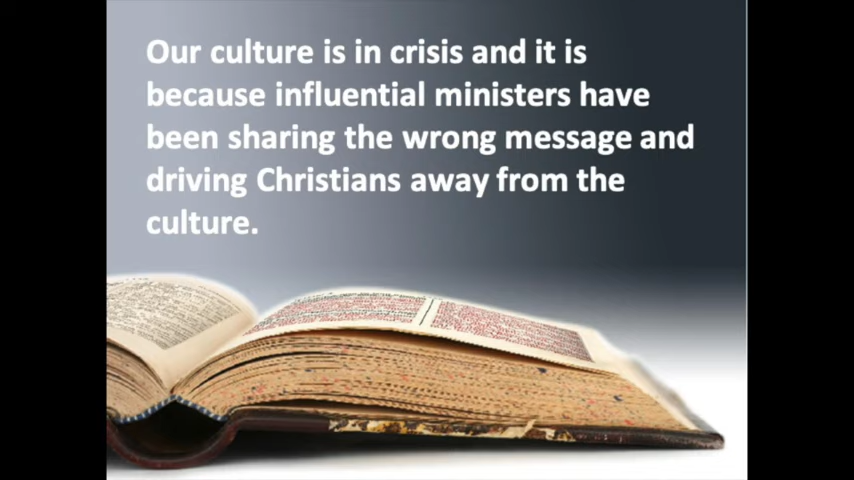 Our culture is in crisis and it is
because influential ministers have
been sharing the wrong message and
driving Christians away from the
culture.